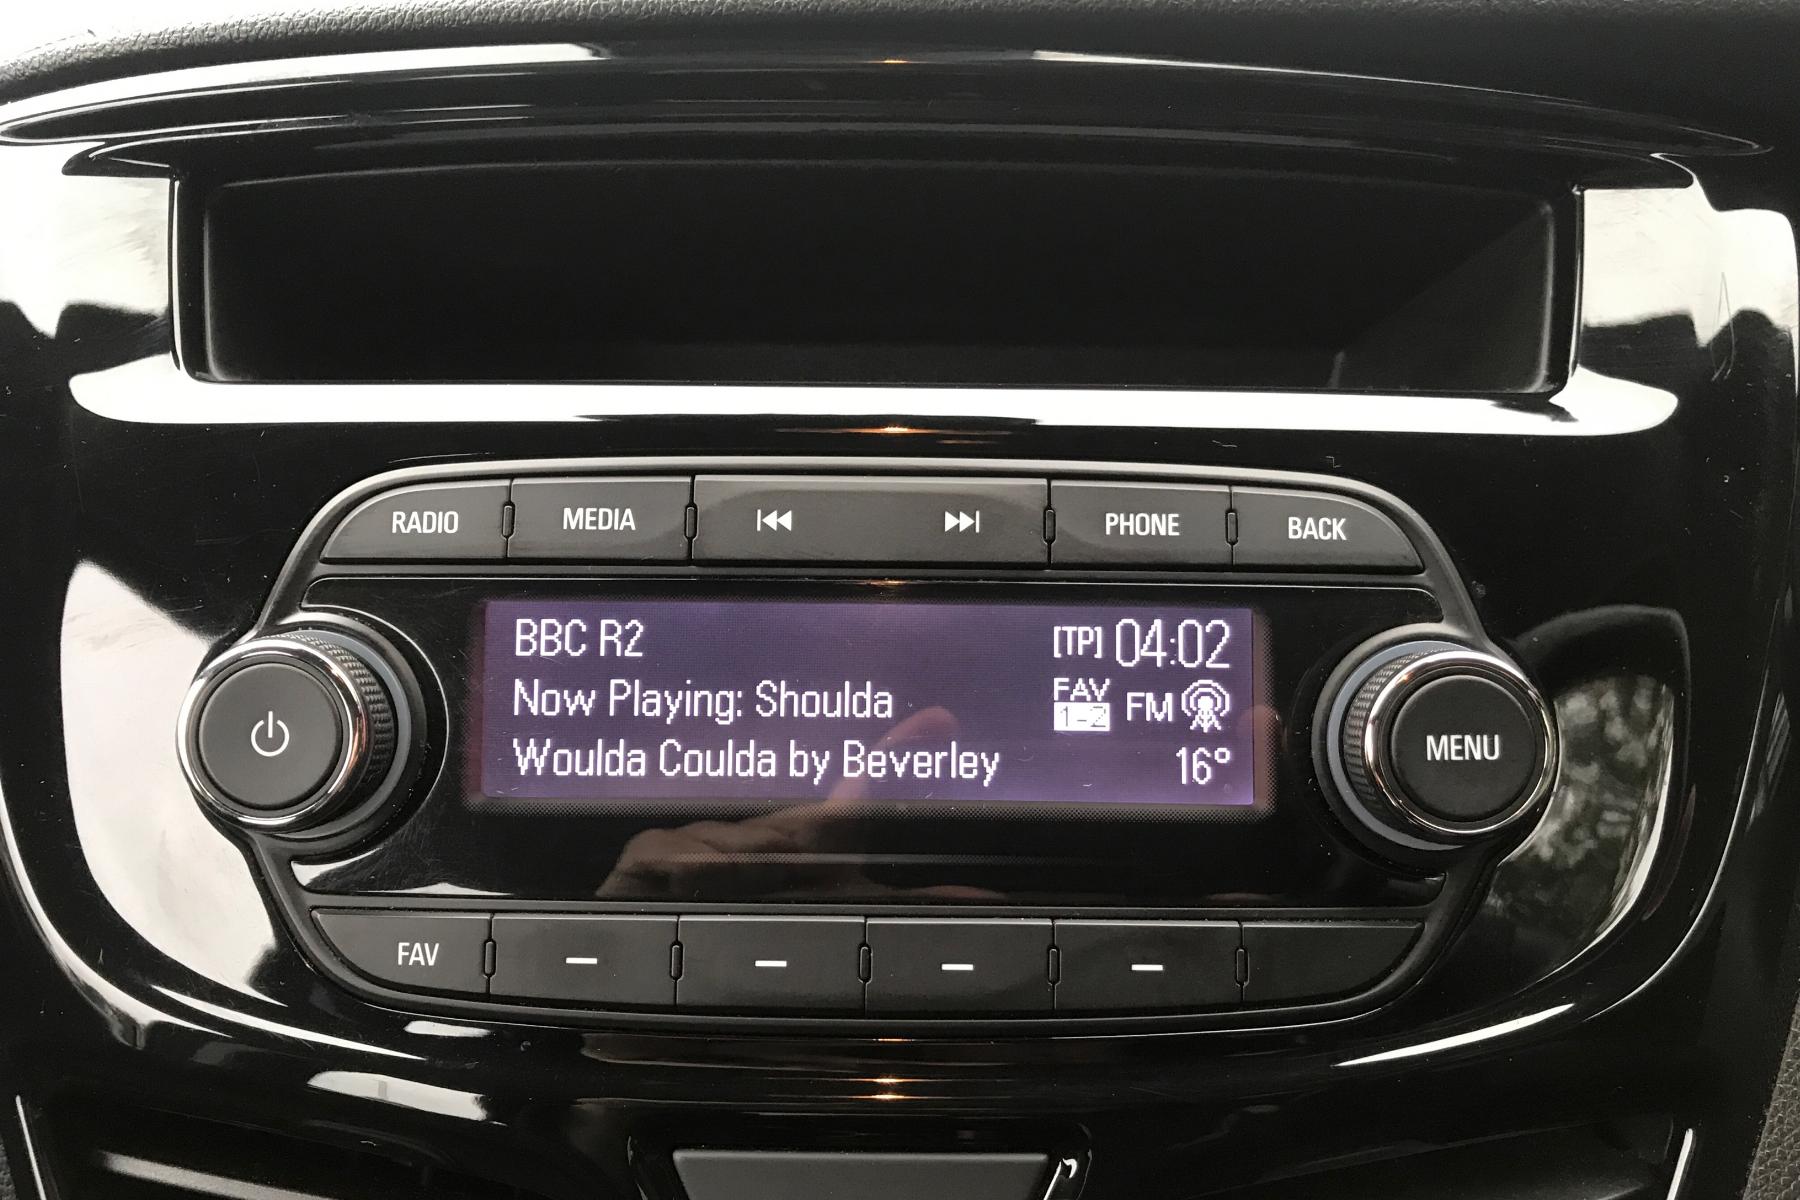 RADIO MEDIA PHONE BACK
BBC R2 [TP] 04:02
Now Playing: Shoulda FAV 1-2 FM
Woulda Coulda by Beverley 16°
MENU
FAV